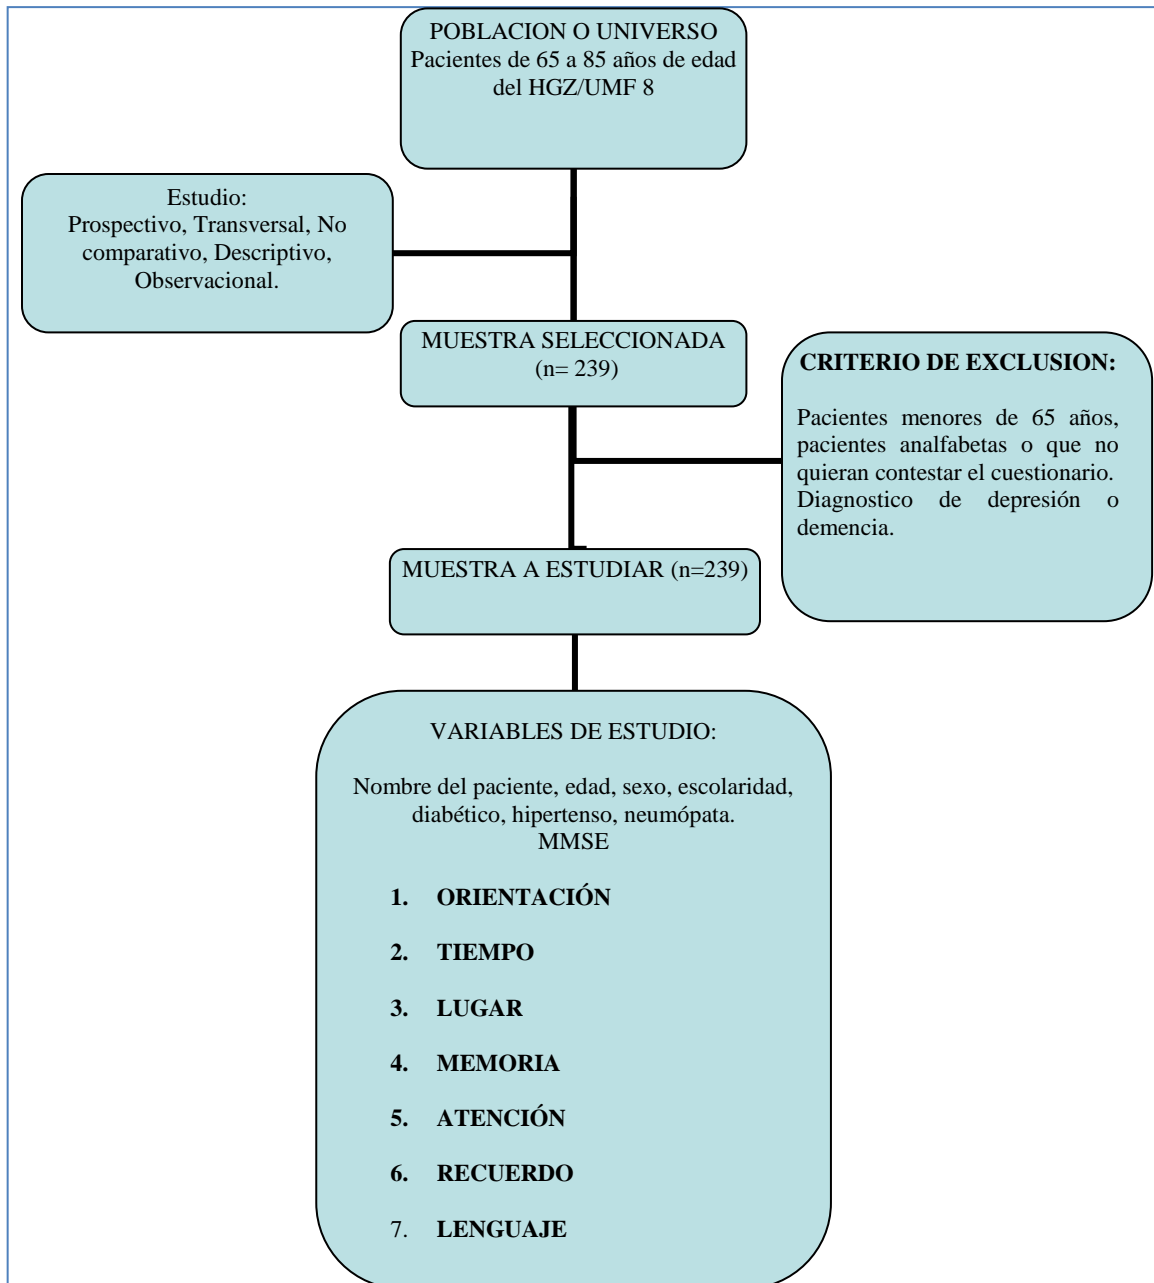 POBLACION O UNIVERSO
Pacientes de 65 a 85 años de edad
del HGZ/UMF 8
Estudio:
Prospectivo, Transversal, No
comparativo, Descriptivo,
Observacional.
MUESTRA SELECCIONADA
(n= 239)
CRITERIO DE EXCLUSION:
Pacientes menores de 65 años,
pacientes analfabetas o que no
quieran contestar el cuestionario.
Diagnostico de depresión o
demencia.
MUESTRA A ESTUDIAR (n=239)
VARIABLES DE ESTUDIO:
Nombre del paciente, edad, sexo, escolaridad,
diabético, hipertenso, neumópata.
MMSE
1. ORIENTACIÓN
2. TIEMPO
3. LUGAR
4. MEMORIA
5. ATENCIÓN
6. RECUERDO
7. LENGUAJE